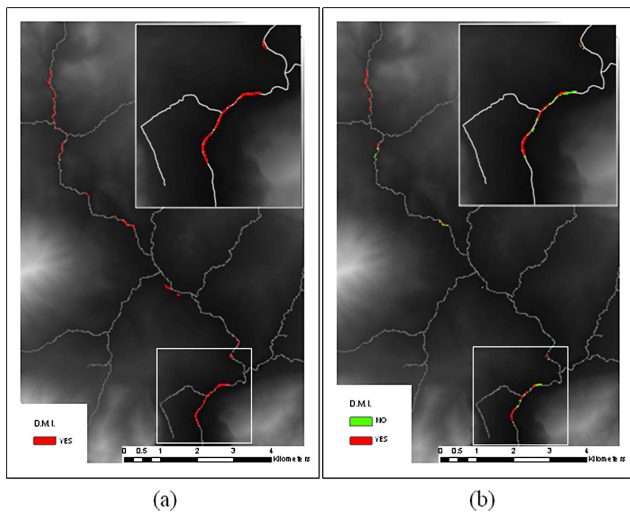 D.M.I.
YES
0 0.5 1 2 3 4
Kilometers
(a)
D.M.I.
NO
YES
0 0.5 1 2 3 4
Kilometers
(b)